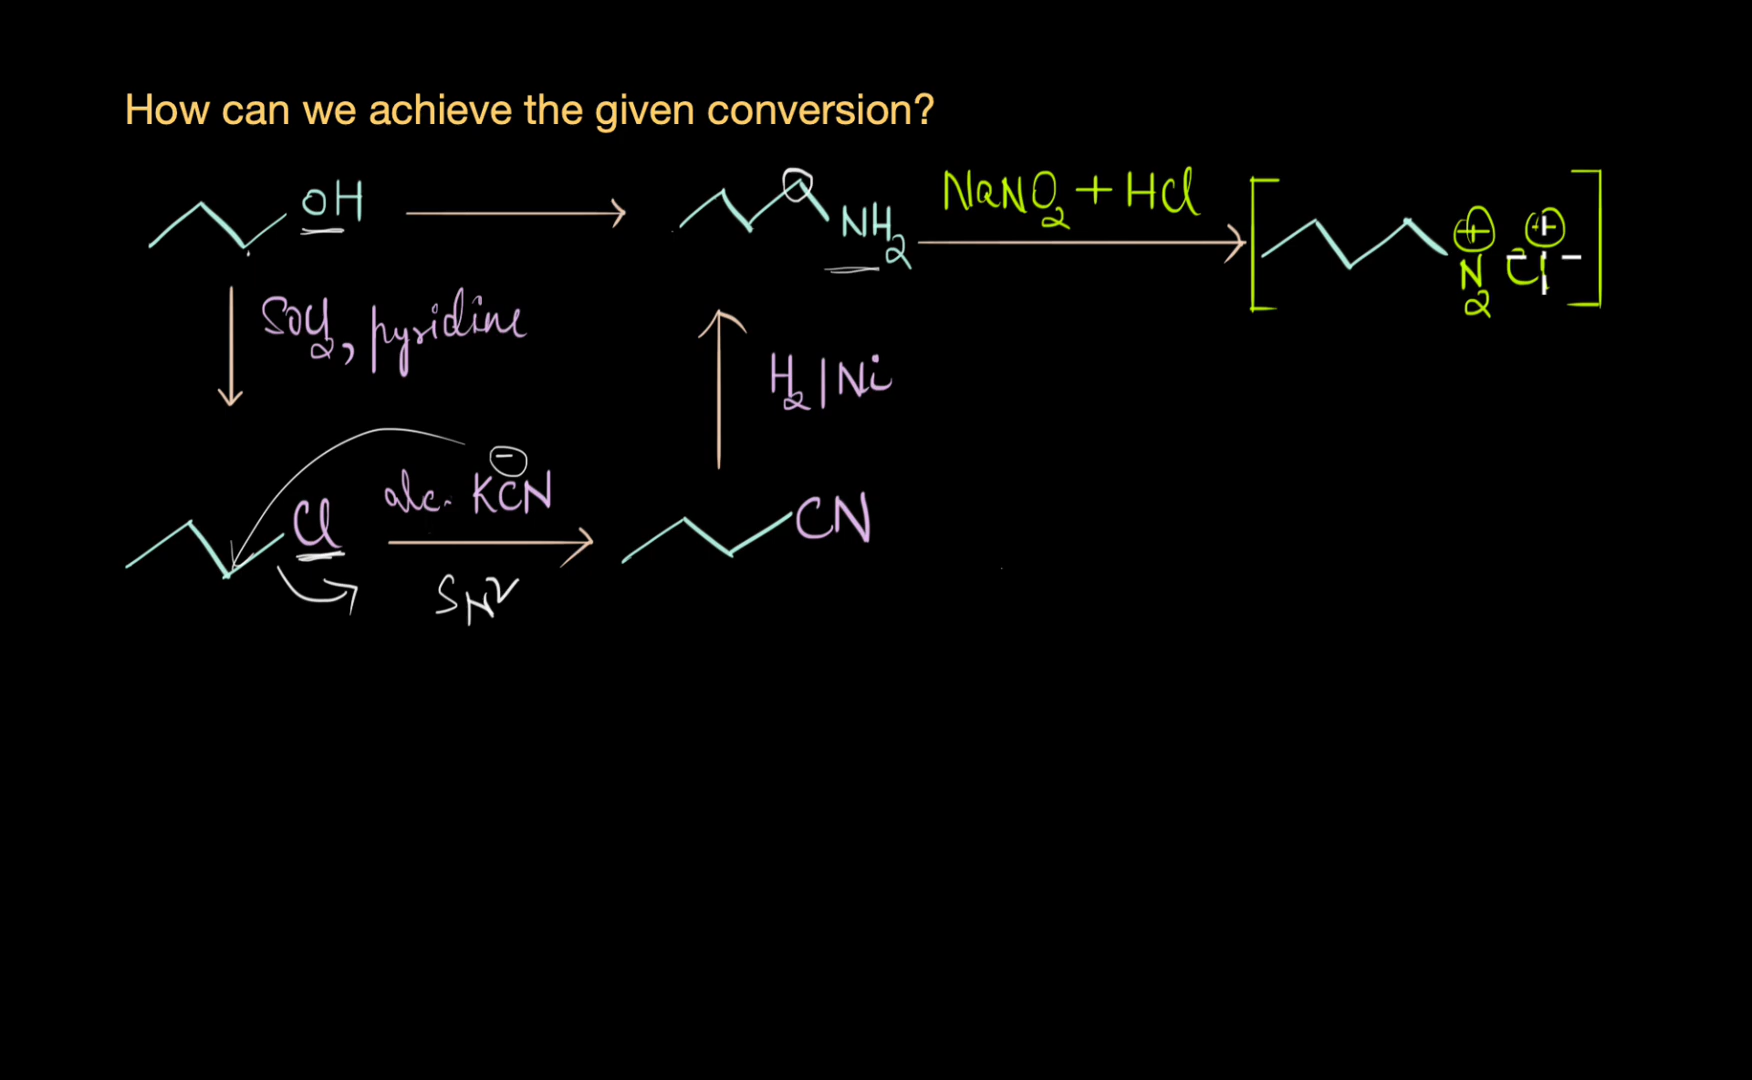 How can we achieve the given conversion?
OH
NH2
NaNO2 + HCl
⊕ ⊕
N2 Cl
SOCl2, pyridine
H2/Ni
⊖
Cl
alc. KCN
CN
SN2